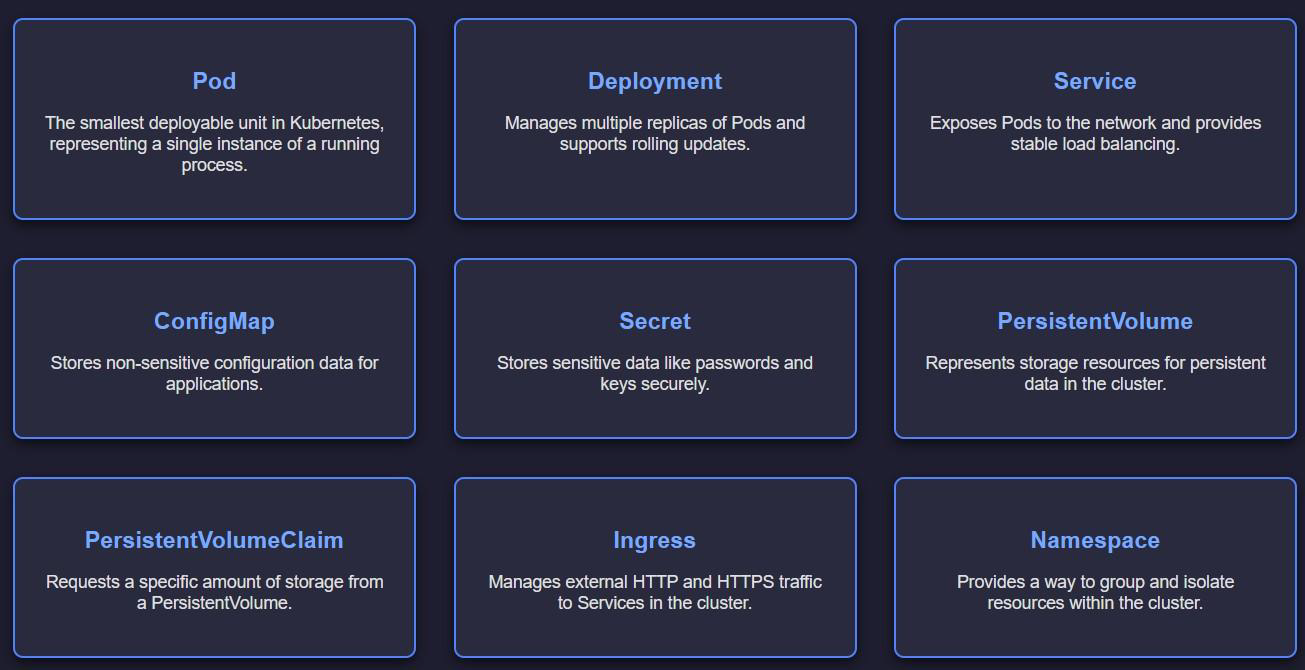 Pod
The smallest deployable unit in Kubernetes,
representing a single instance of a running
process.
Deployment
Manages multiple replicas of Pods and
supports rolling updates.
Service
Exposes Pods to the network and provides
stable load balancing.
ConfigMap
Stores non-sensitive configuration data for
applications.
Secret
Stores sensitive data like passwords and
keys securely.
PersistentVolume
Represents storage resources for persistent
data in the cluster.
PersistentVolumeClaim
Requests a specific amount of storage from
a PersistentVolume.
Ingress
Manages external HTTP and HTTPS traffic
to Services in the cluster.
Namespace
Provides a way to group and isolate
resources within the cluster.